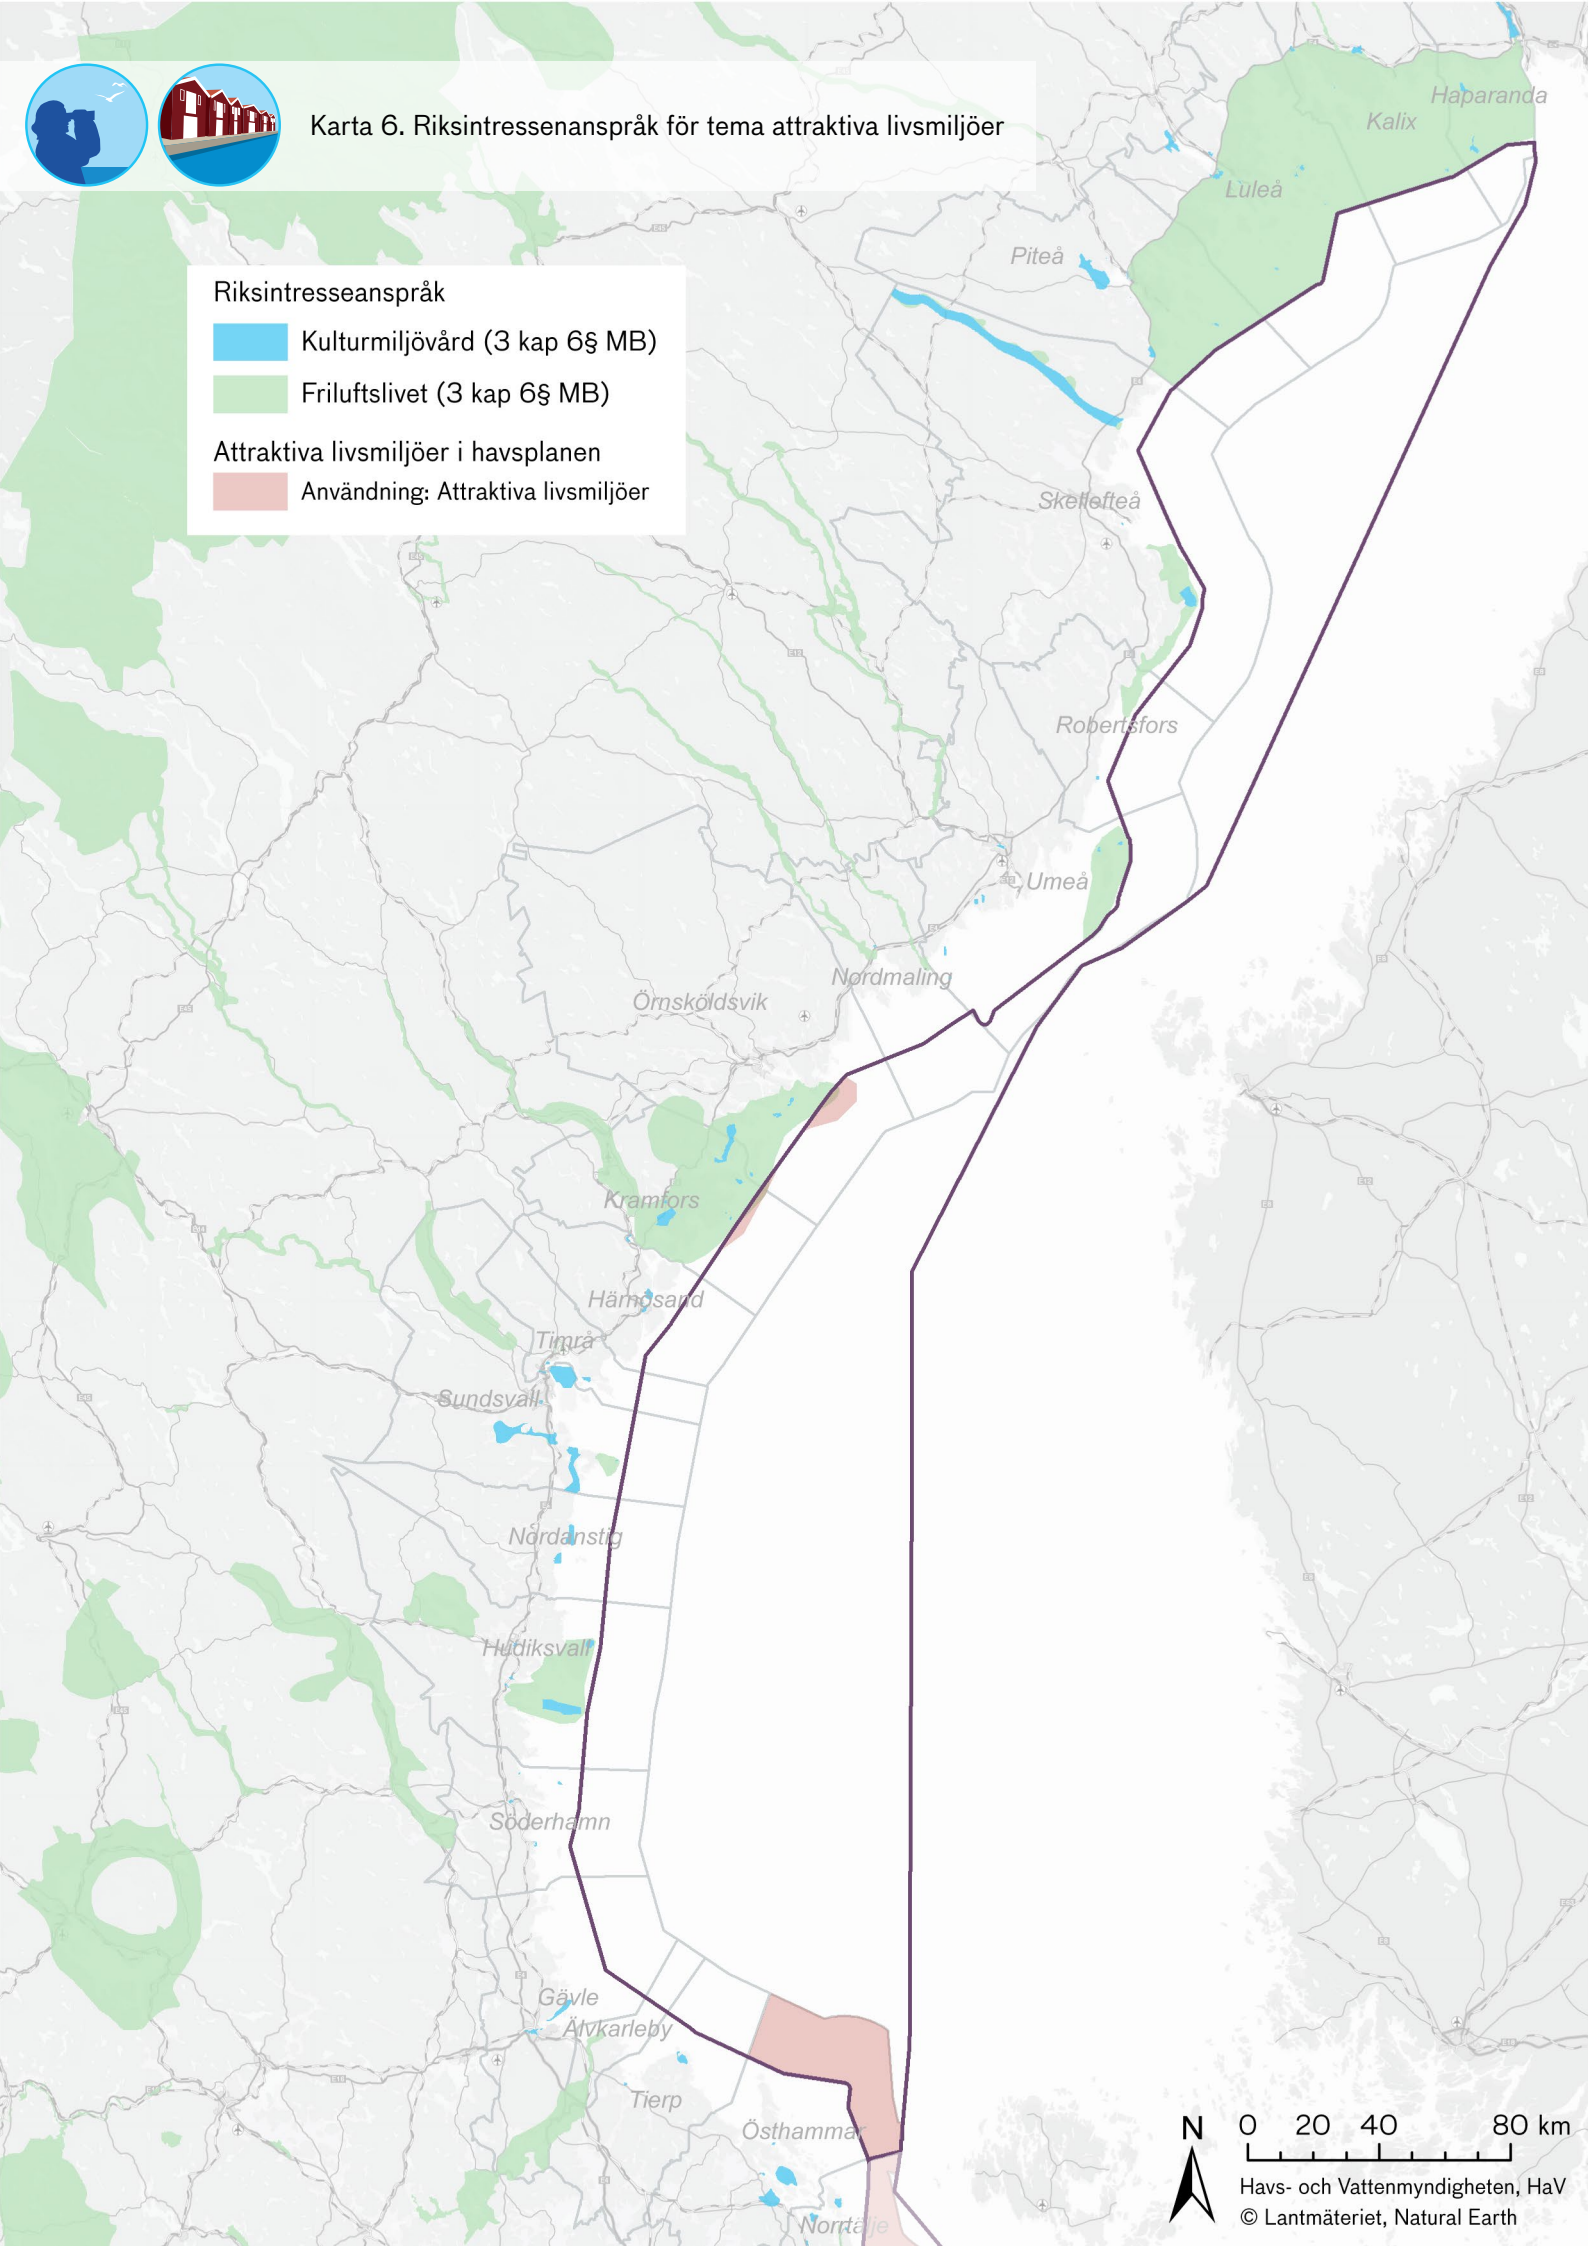 Karta 6. Riksintressenanspråk för tema attraktiva livsmiljöer
Riksintresseanspråk
Kulturmiljövård (3 kap 6§ MB)
Friluftslivet (3 kap 6§ MB)
Attraktiva livsmiljöer i havsplanen
Användning: Attraktiva livsmiljöer
Haparanda
Kalix
Luleå
Piteå
Skellefteå
Robertsfors
Umeå
Nordmaling
Örnsköldsvik
Kramfors
Härnösand
Timrå
Sundsvall
Nordanstig
Hudiksvall
Söderhamn
Gävle
Älvkarleby
Tierp
Östhammar
Norrtälje
N
0 20 40 80 km
Havs- och Vattenmyndigheten, HaV
© Lantmäteriet, Natural Earth